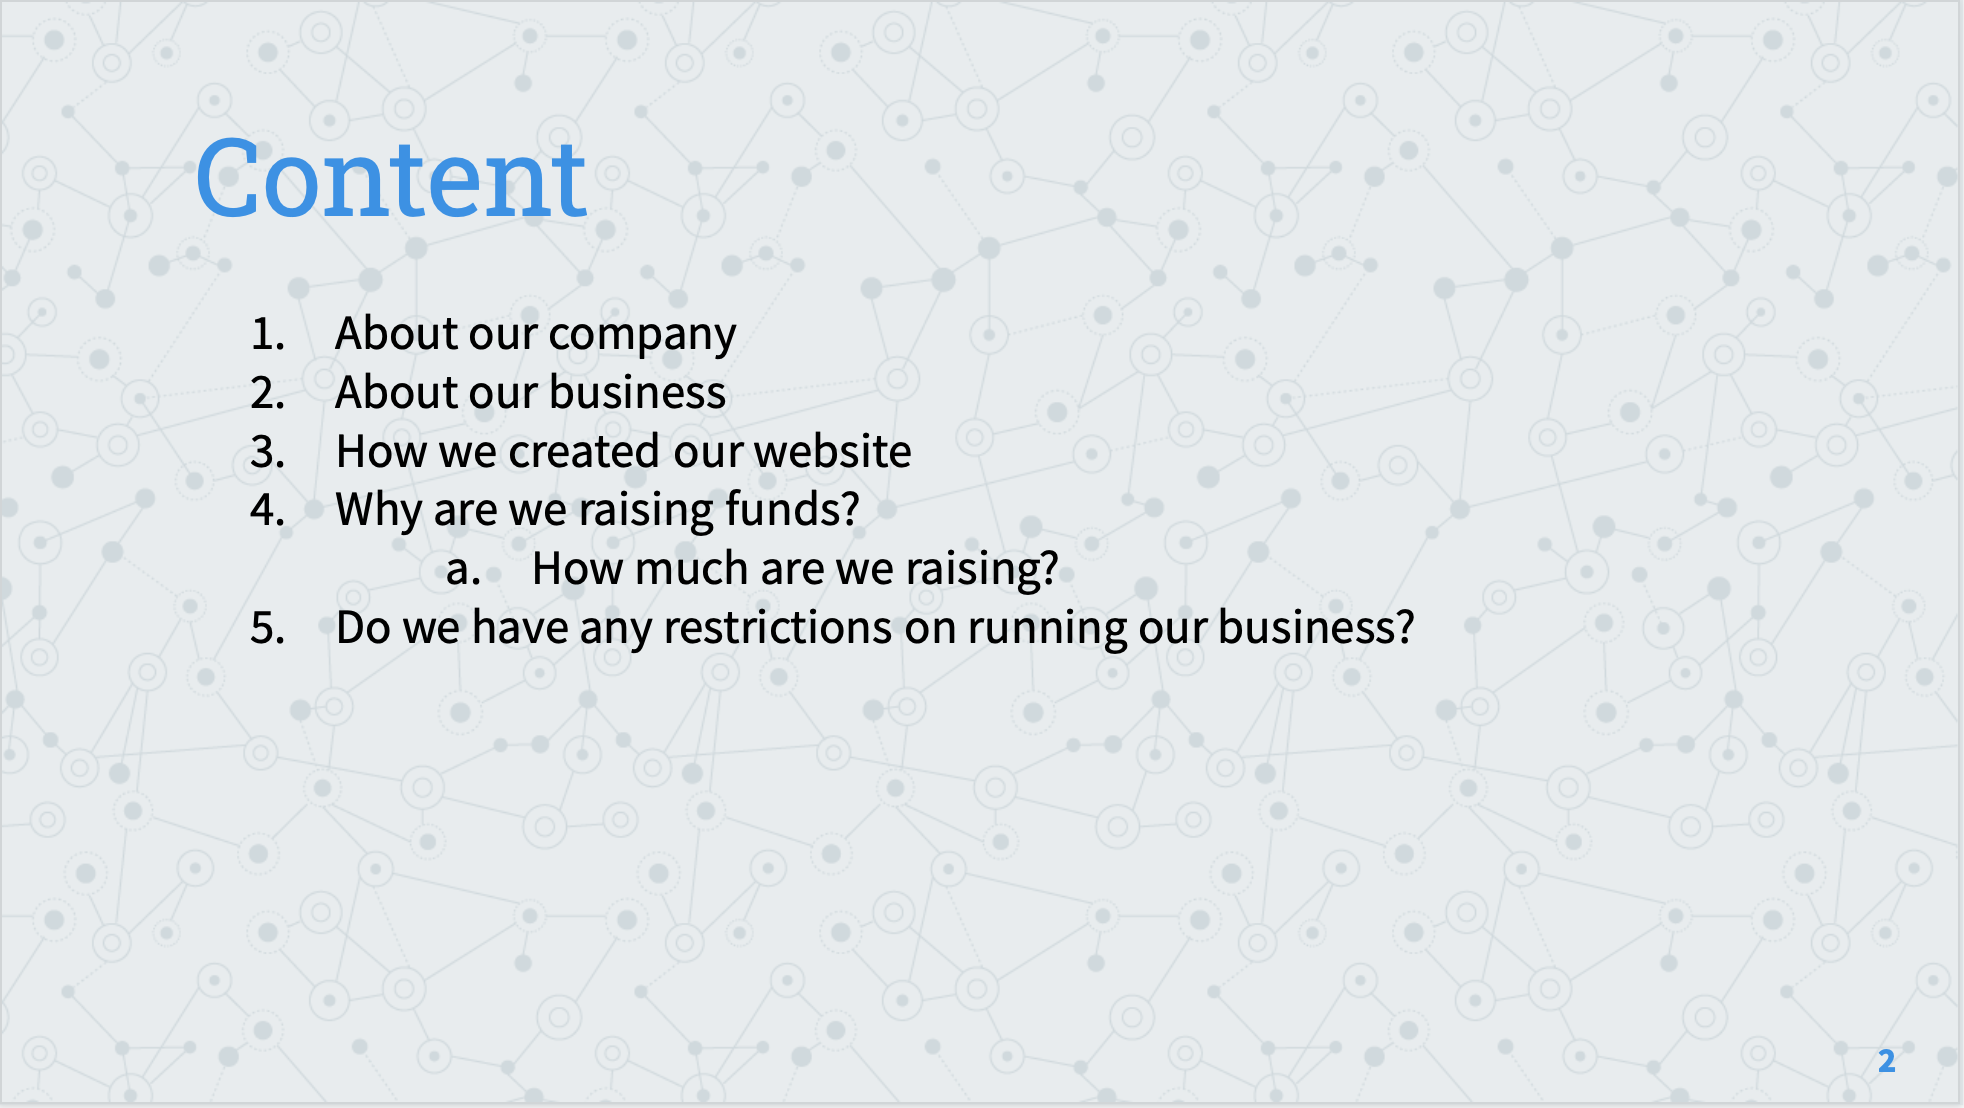 Content
1. About our company
2. About our business
3. How we created our website
4. Why are we raising funds?
a. How much are we raising?
5. Do we have any restrictions on running our business?
2